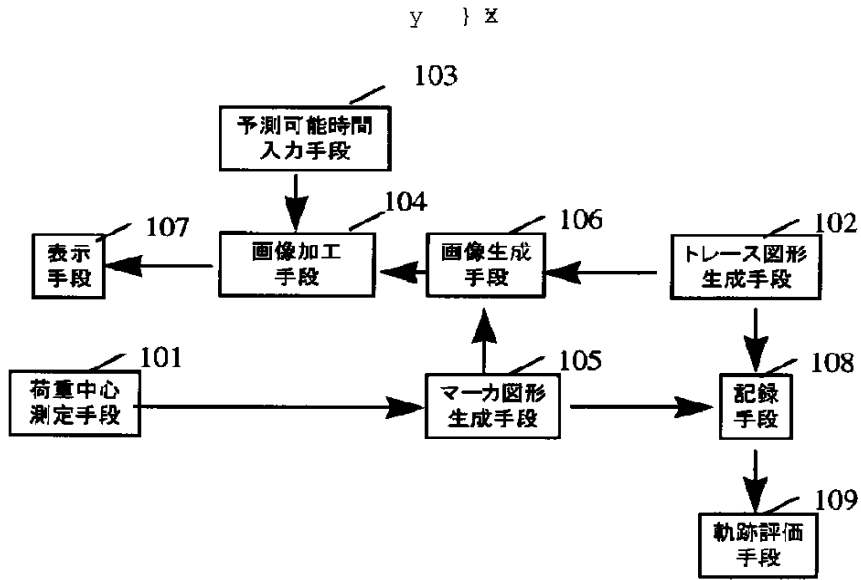 y } x
103
予測可能時間
入力手段
104
106
102
107
表示
手段
画像加工
手段
画像生成
手段
トレース図形
生成手段
101
105
108
荷重中心
測定手段
マーカ図形
生成手段
記録
手段
109
軌跡評価
手段